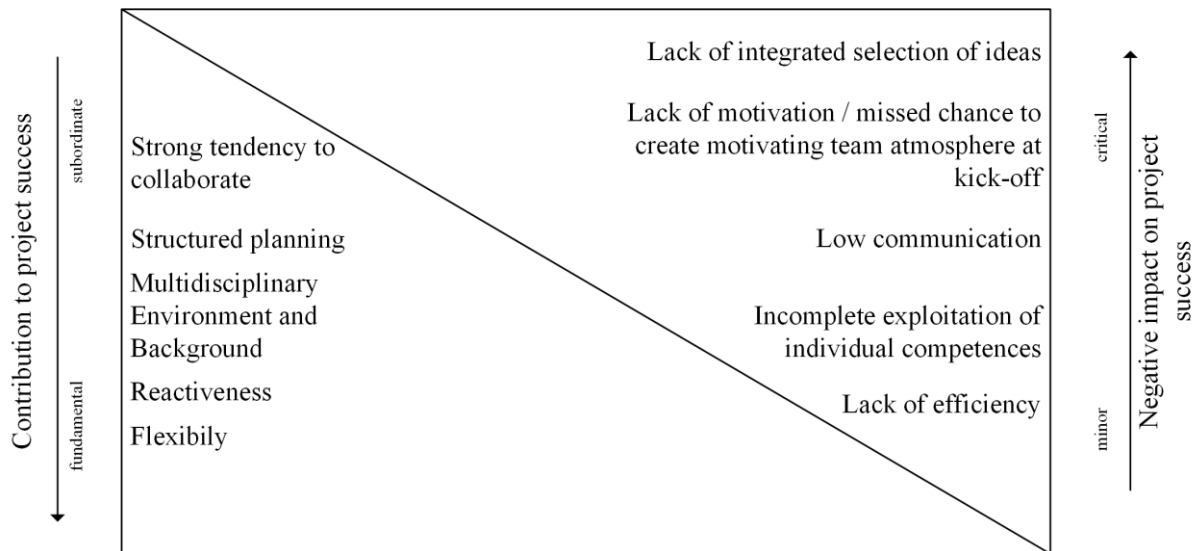 Contribution to project success
subordinate
fundamental
Strong tendency to
collaborate
Structured planning
Multidisciplinary
Environment and
Background
Reactiveness
Flexibily
Lack of integrated selection of ideas
Lack of motivation / missed chance to
create motivating team atmosphere at
kick-off
Low communication
Incomplete exploitation of
individual competences
Lack of efficiency
critical
minor
Negative impact on project
success